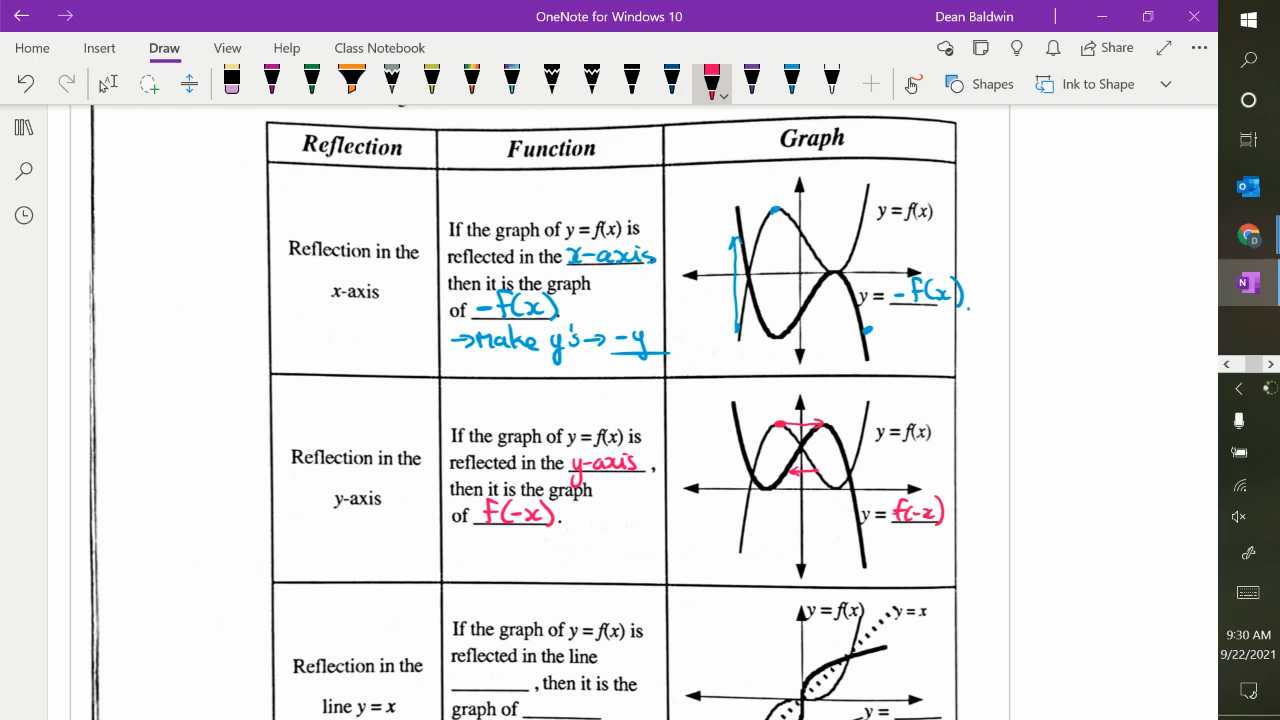 OneNote for Windows 10
Dean Baldwin
Home Insert Draw View Help Class Notebook
Share
Shapes
Ink to Shape
Reflection Function Graph
Reflection in the
x-axis
If the graph of y = f(x) is
reflected in the x-axis
then it is the graph
of -f(x).
→Make y's→ -y
y = f(x)
y = -f(x).
Reflection in the
y-axis
If the graph of y = f(x) is
reflected in the y-axis ,
then it is the graph
of f(-x).
y = f(x)
y = f(-x)
Reflection in the
line y = x
If the graph of y = f(x) is
reflected in the line
______ , then it is the
graph of ______
y = f(x)
y = x
y = ______
9:30 AM
9/22/2021